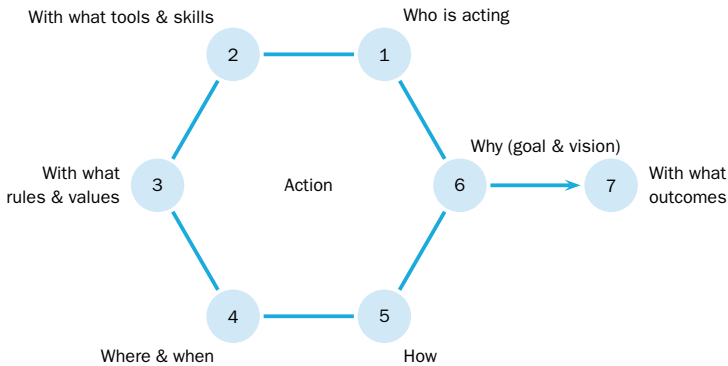 With what tools & skills
Who is acting
2
1
Why (goal & vision)
With what
rules & values
3
Action
6
7
With what
outcomes
4
5
Where & when
How